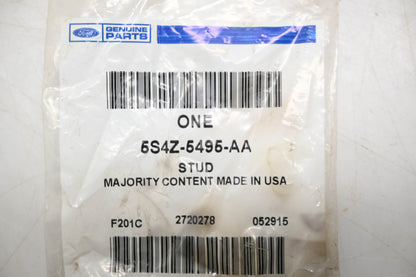 Ford
GENUINE
PARTS
ONE
5S4Z-5495-AA
STUD
MAJORITY CONTENT MADE IN USA
F201C 2720278 052915